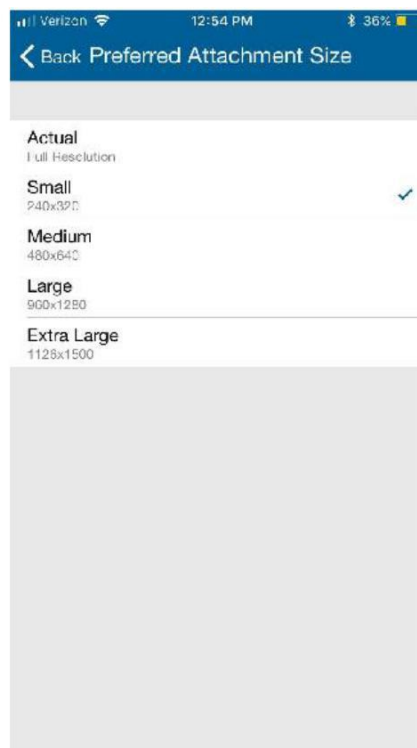 Verizon 12:54 PM 36%
Back Preferred Attachment Size
Actual
Full Resolution
Small
240x320
Medium
480x640
Large
960x1280
Extra Large
1126x1500